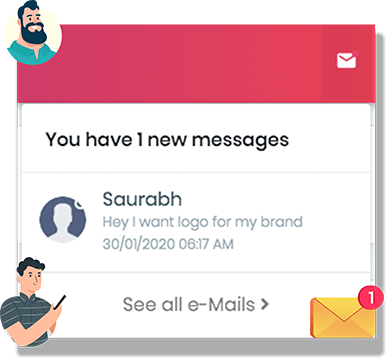 You have 1 new messages
Saurabh
Hey I want logo for my brand
30/01/2020 06:17 AM
See all e-Mails >
1